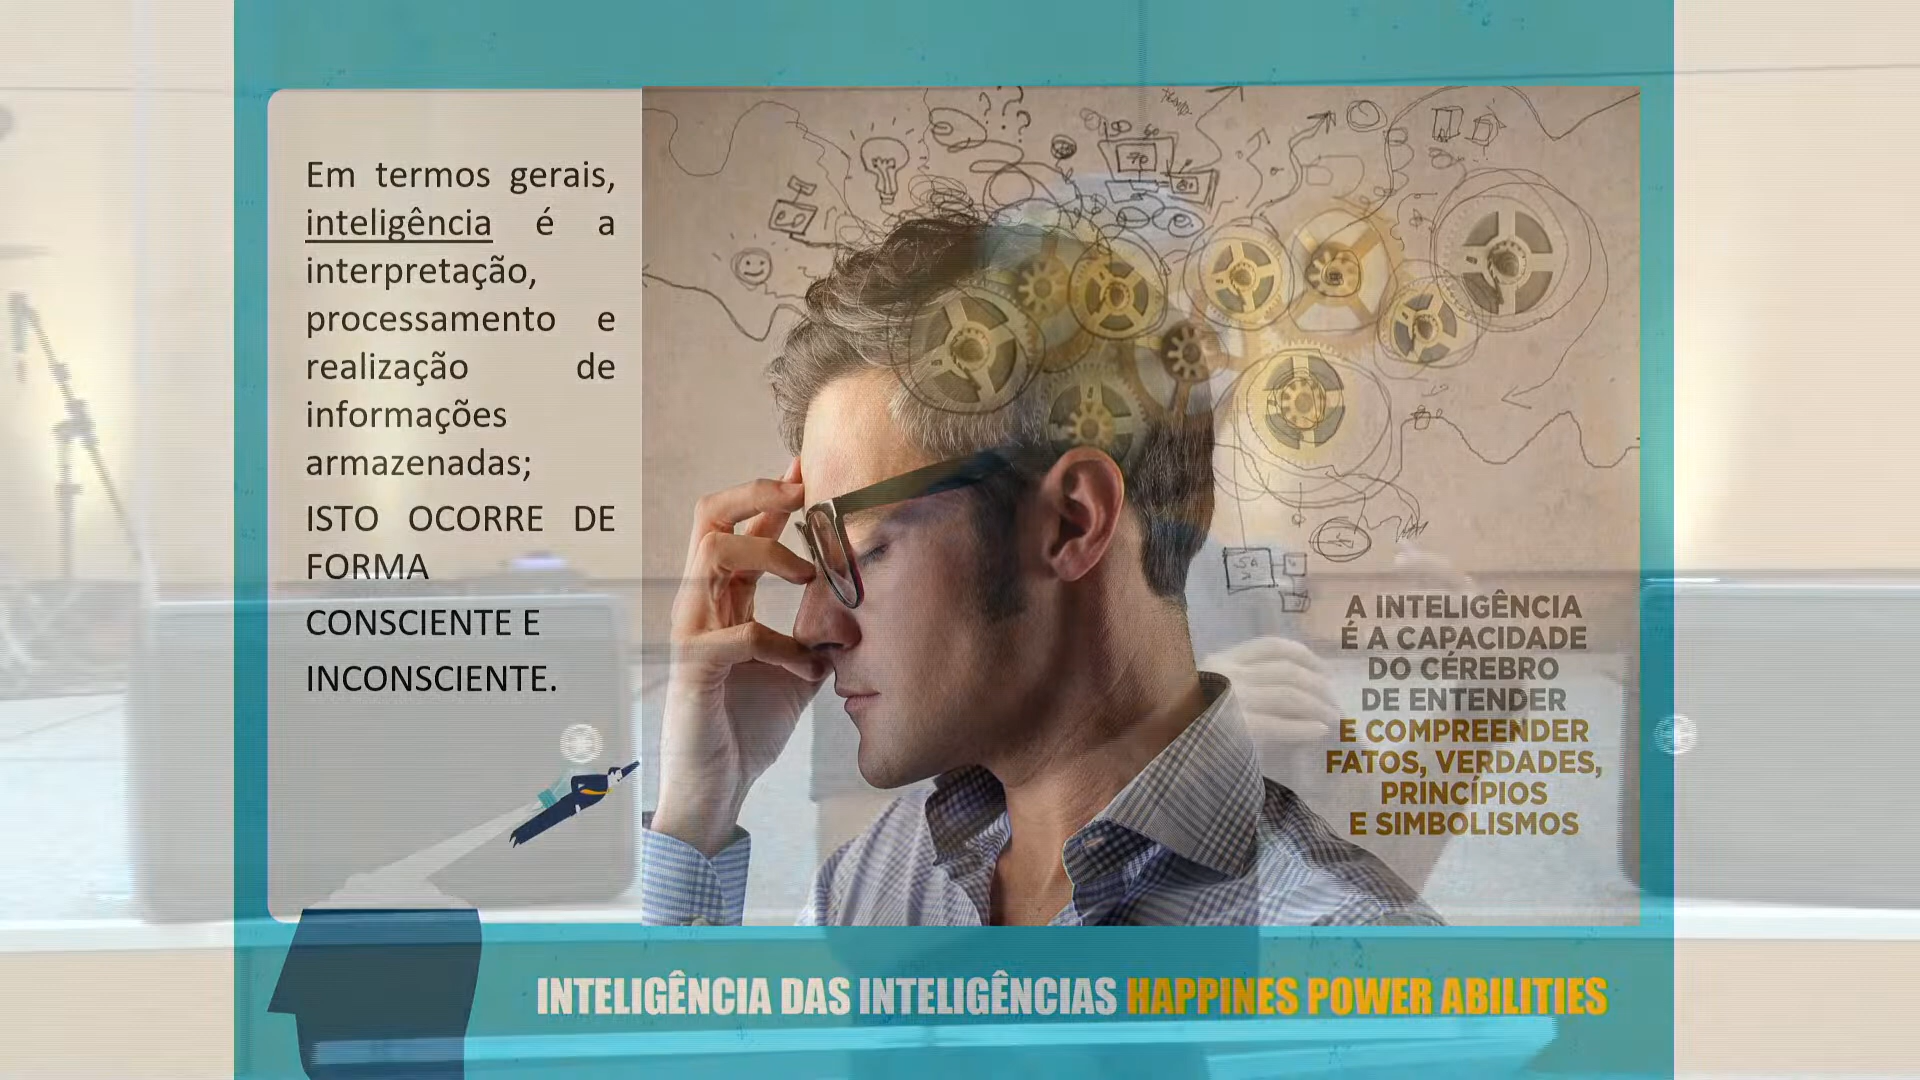 Em termos gerais,
inteligência é a
interpretação,
processamento e
realização de
informações
armazenadas;
ISTO OCORRE DE
FORMA
CONSCIENTE E
INCONSCIENTE.
A INTELIGÊNCIA
É A CAPACIDADE
DO CÉREBRO
DE ENTENDER
E COMPREENDER
FATOS, VERDADES,
PRINCÍPIOS
E SIMBOLISMOS
INTELIGÊNCIA DAS INTELIGÊNCIAS HAPPINES POWER ABILITIES